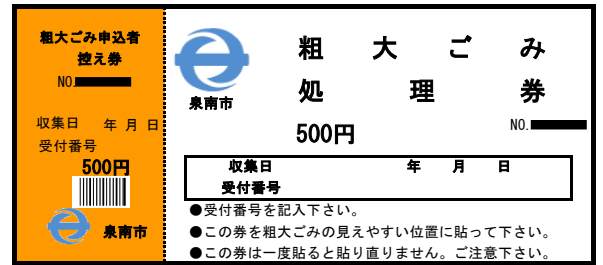 粗大ごみ申込者
控え券
NO.
収集日 年 月 日
受付番号
500円
泉南市
粗大ごみ
処理券
泉南市
500円
NO.
収集日 年 月 日
受付番号
●受付番号を記入下さい。
●この券を粗大ごみの見えやすい位置に貼って下さい。
●この券は一度貼ると貼り直りません。ご注意下さい。